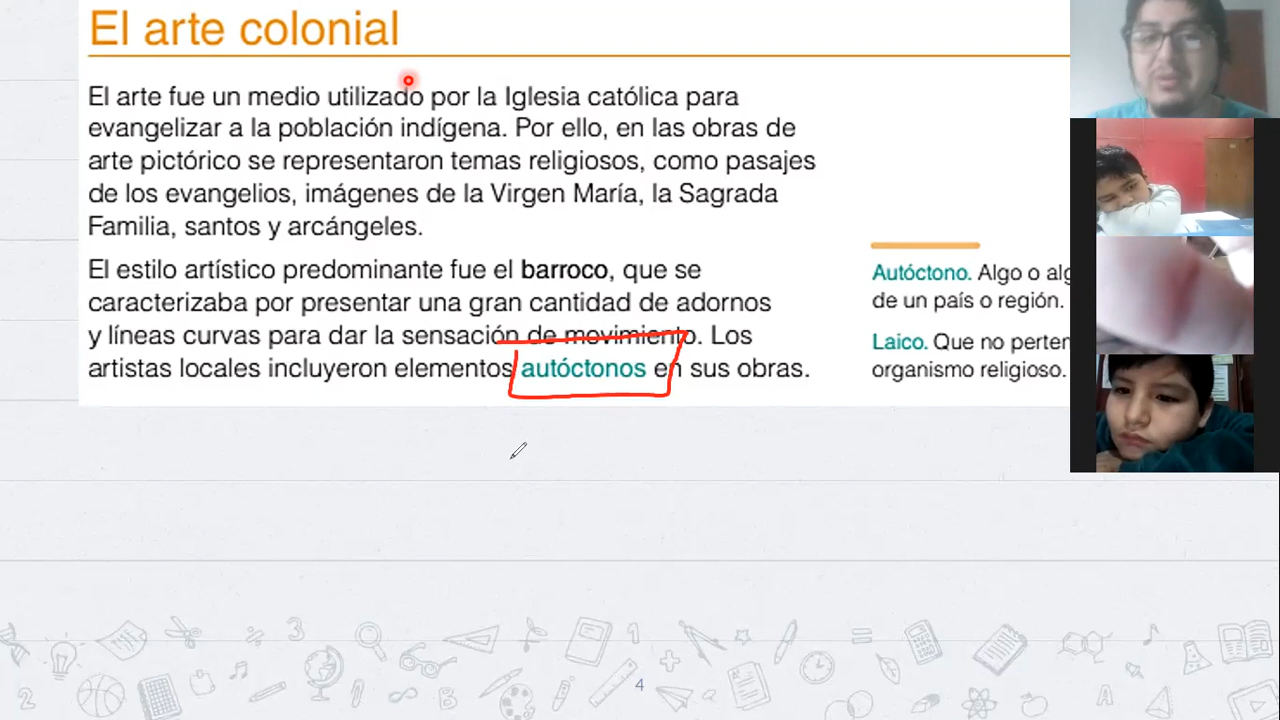 El arte colonial
El arte fue un medio utilizado por la Iglesia católica para
evangelizar a la población indígena. Por ello, en las obras de
arte pictórico se representaron temas religiosos, como pasajes
de los evangelios, imágenes de la Virgen María, la Sagrada
Familia, santos y arcángeles.
El estilo artístico predominante fue el barroco, que se
caracterizaba por presentar una gran cantidad de adornos
y líneas curvas para dar la sensación de movimiento. Los
artistas locales incluyeron elementos autóctonos en sus obras.
Autóctono. Algo o
de un país o región.
Laico. Que no
organismo religioso.
4